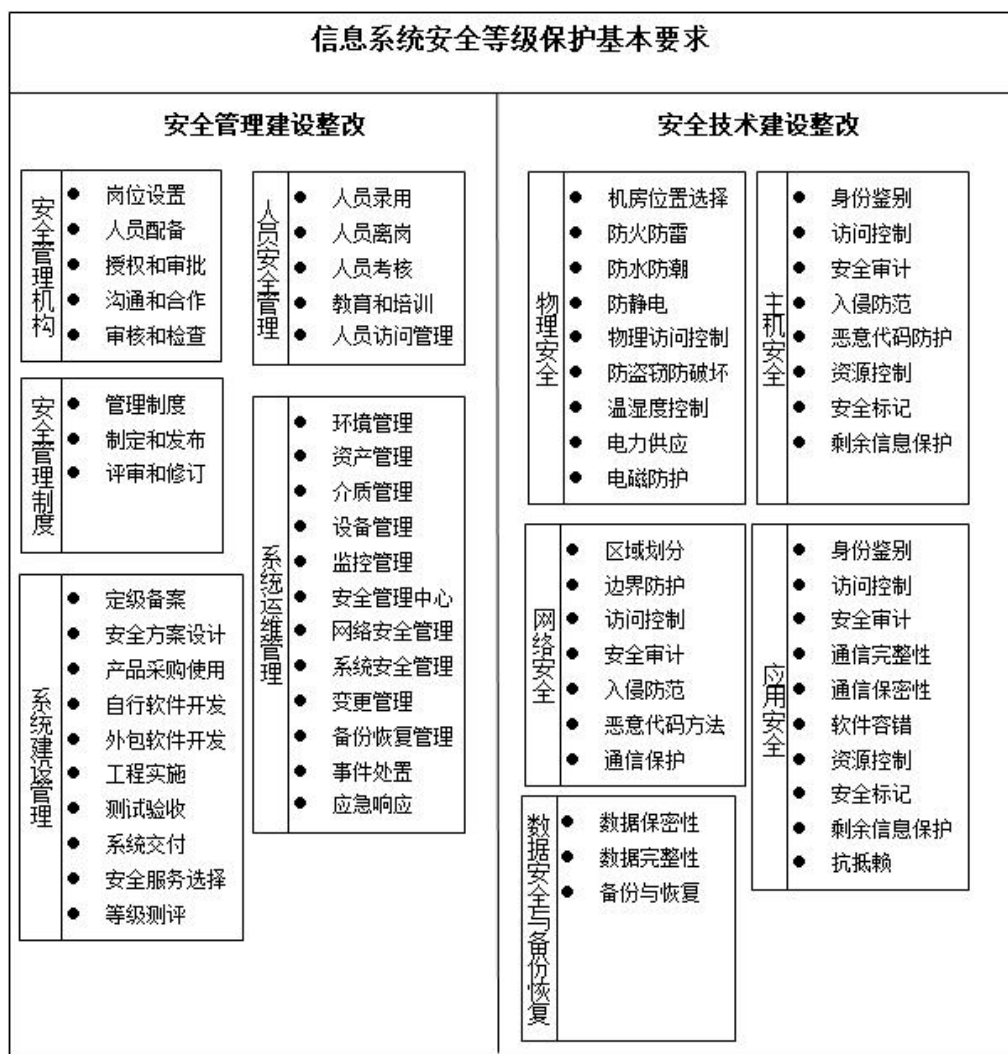 信息系统安全等级保护基本要求
安全管理建设整改
安全管理机构
岗位设置
人员配备
授权和审批
沟通和合作
审核和检查
人员安全管理
人员录用
人员离岗
人员考核
教育和培训
人员访问管理
安全管理制度
管理制度
制定和发布
评审和修订
系统运维管理
环境管理
资产管理
介质管理
设备管理
监控管理
安全管理中心
网络安全管理
系统安全管理
变更管理
备份恢复管理
事件处置
应急响应
系统建设管理
定级备案
安全方案设计
产品采购使用
自行软件开发
外包软件开发
工程实施
测试验收
系统交付
安全服务选择
等级测评
安全技术建设整改
物理安全
机房位置选择
防火防雷
防水防潮
防静电
物理访问控制
防盗窃防破坏
温湿度控制
电力供应
电磁防护
主机安全
身份鉴别
访问控制
安全审计
入侵防范
恶意代码防护
资源控制
安全标记
剩余信息保护
网络安全
区域划分
边界防护
访问控制
安全审计
入侵防范
恶意代码方法
通信保护
应用安全
身份鉴别
访问控制
安全审计
通信完整性
通信保密性
软件容错
资源控制
安全标记
剩余信息保护
抗抵赖
数据安全与备份恢复
数据保密性
数据完整性
备份与恢复